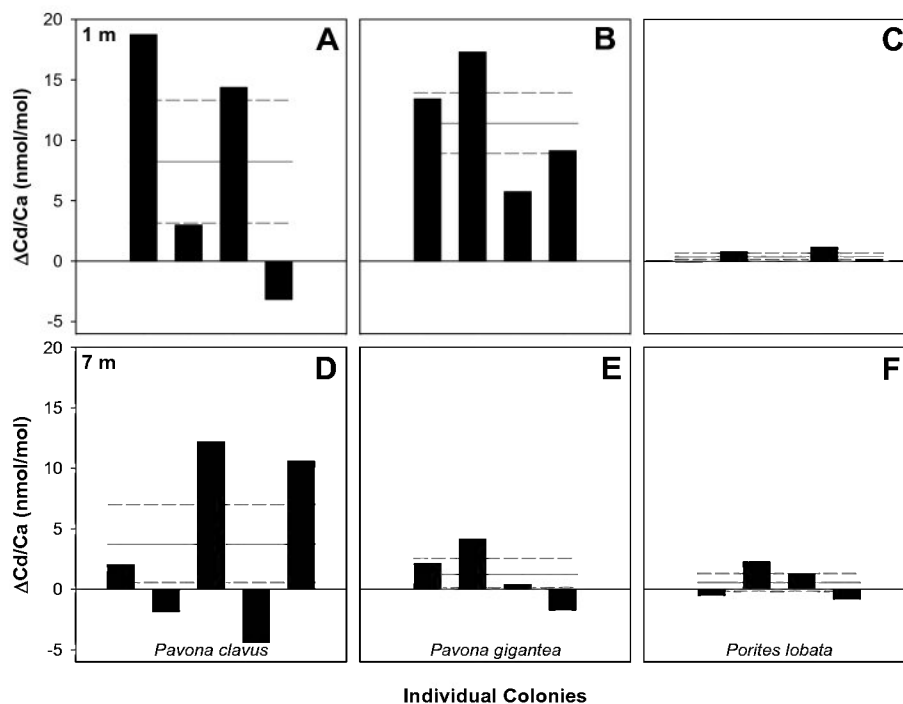 1 m
A
B
C
ΔCd/Ca (nmol/mol)
20
15
10
5
0
-5
7 m
D
E
F
ΔCd/Ca (nmol/mol)
20
15
10
5
0
-5
Pavona clavus
Pavona gigantea
Porites lobata
Individual Colonies